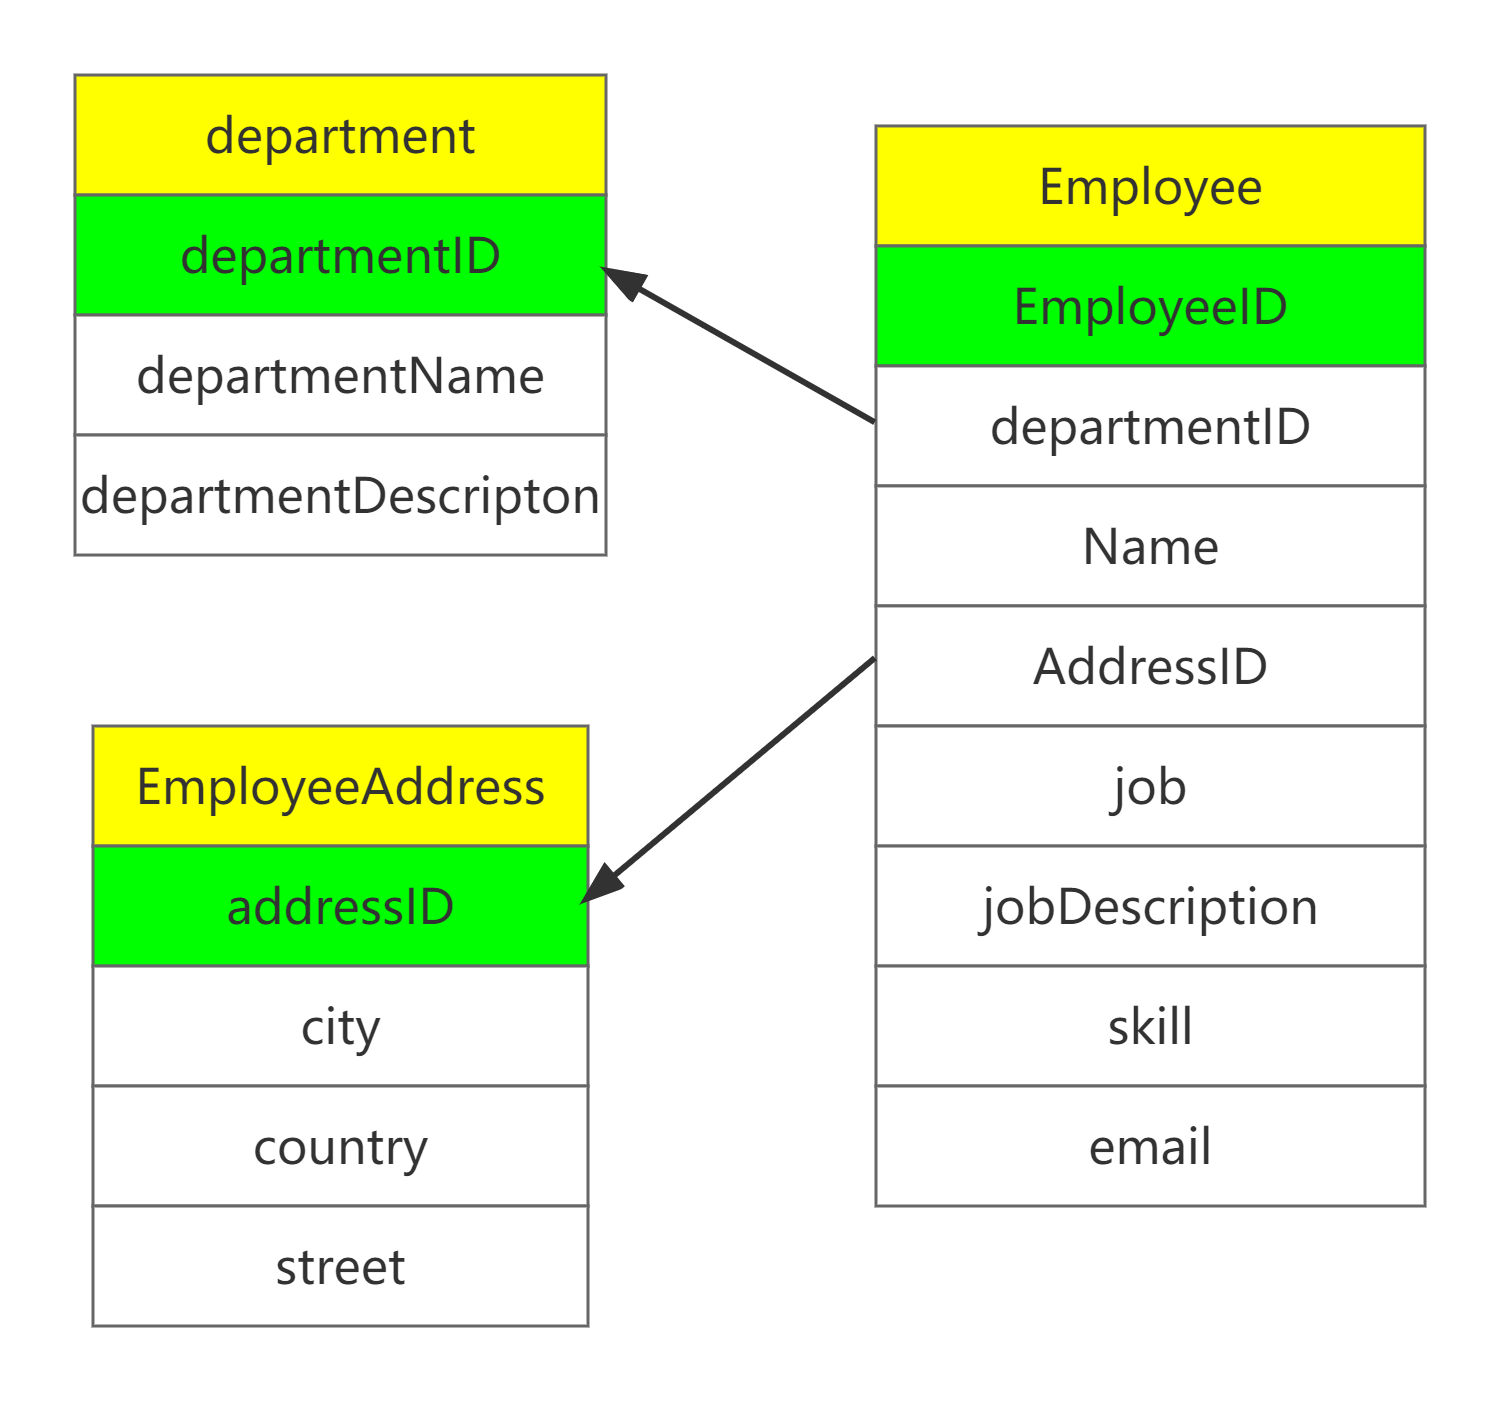 department
departmentID
departmentName
departmentDescripton
Employee
EmployeeID
departmentID
Name
AddressID
job
jobDescription
skill
email
EmployeeAddress
addressID
city
country
street